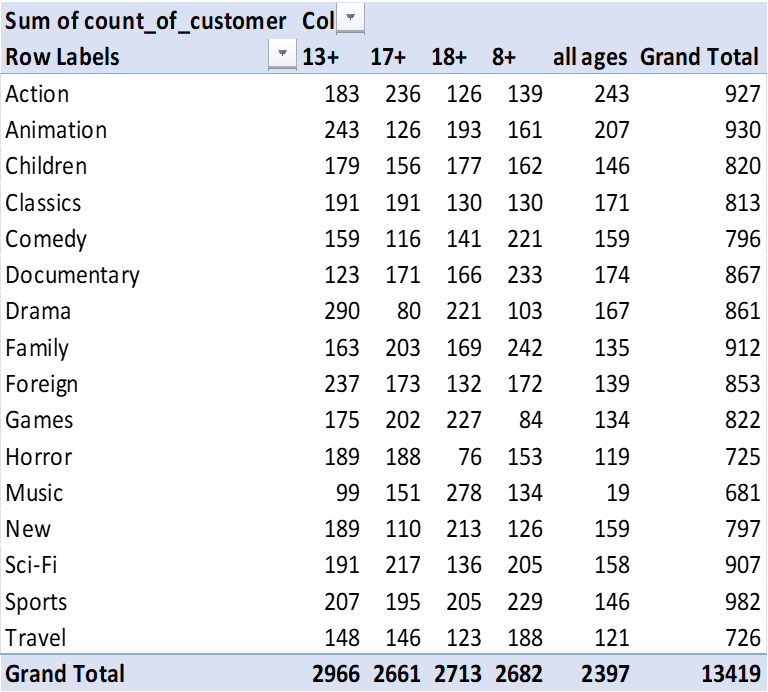 Sum of count_of_customer Col
Row Labels 13+ 17+ 18+ 8+ all ages Grand Total
Action 183 236 126 139 243 927
Animation 243 126 193 161 207 930
Children 179 156 177 162 146 820
Classics 191 191 130 130 171 813
Comedy 159 116 141 221 159 796
Documentary 123 171 166 233 174 867
Drama 290 80 221 103 167 861
Family 163 203 169 242 135 912
Foreign 237 173 132 172 139 853
Games 175 202 227 84 134 822
Horror 189 188 76 153 119 725
Music 99 151 278 134 19 681
New 189 110 213 126 159 797
Sci-Fi 191 217 136 205 158 907
Sports 207 195 205 229 146 982
Travel 148 146 123 188 121 726
Grand Total 2966 2661 2713 2682 2397 13419